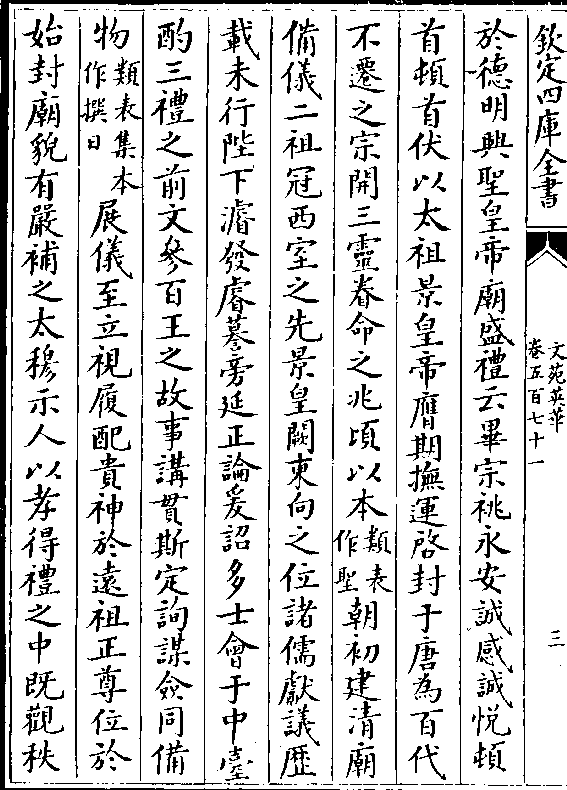 欽定四庫全書
文苑英華
卷五百七十一
三
於德明興聖皇帝廟盛禮云畢宗祧永安誠感誠悦頓
首頓首伏以太祖景皇帝膺期撫運啓封于唐為百代
不遷之宗開三靈眷命之兆頃以本類表作聖朝初建清廟
備儀二祖冠西室之先景皇闕東向之位諸儒獻議歴
載未行陛下濬發睿謩旁延正論爰詔多士會于中臺
酌三禮之前文參百王之故事講貫斯定詢謀僉同備
物類表集本作撰日展儀至立視履配貴神於遠祖正尊位於
始封廟貌有嚴補之太穆示人以孝得禮之中既觀秩